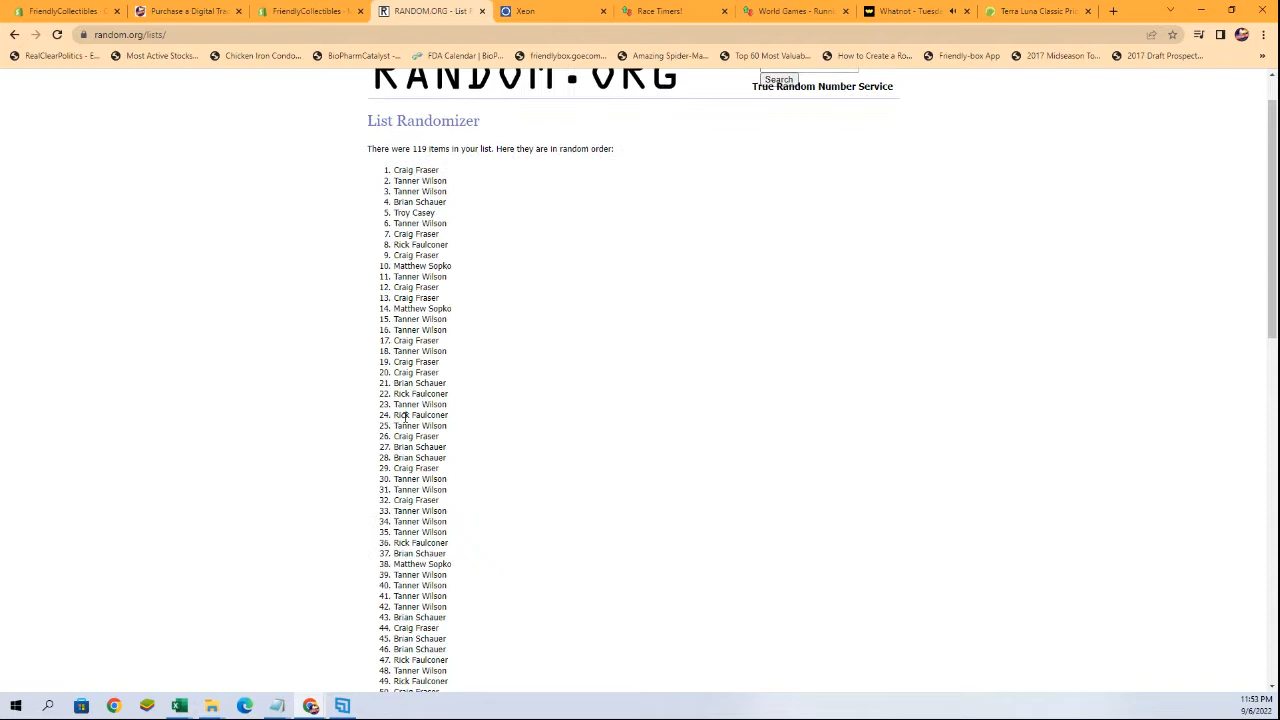 FriendlyCollectibles · C
Purchase a Digital Trac
FriendlyCollectibles · M
RANDOM.ORG - List R
Xeon
Race Timers!
World Games - Runnin
Whatnot - Tuesda
Terra Luna Classic Pric
random.org/lists/
RealClearPolitics - E...
Most Active Stocks...
Chicken Iron Condo...
BioPharmCatalyst -...
FDA Calendar | BioP...
friendlybox.goecom...
Amazing Spider-Ma...
Top 60 Most Valuab...
How to Create a Ro...
Friendly-box App
2017 Midseason To...
2017 Draft Prospect...
RANDOM.ORG
Search
True Random Number Service
List Randomizer
There were 119 items in your list. Here they are in random order:
1. Craig Fraser
2. Tanner Wilson
3. Tanner Wilson
4. Brian Schauer
5. Troy Casey
6. Tanner Wilson
7. Craig Fraser
8. Rick Faulconer
9. Craig Fraser
10. Matthew Sopko
11. Tanner Wilson
12. Craig Fraser
13. Craig Fraser
14. Matthew Sopko
15. Tanner Wilson
16. Tanner Wilson
17. Craig Fraser
18. Tanner Wilson
19. Craig Fraser
20. Craig Fraser
21. Brian Schauer
22. Rick Faulconer
23. Tanner Wilson
24. Rick Faulconer
25. Tanner Wilson
26. Craig Fraser
27. Brian Schauer
28. Brian Schauer
29. Craig Fraser
30. Tanner Wilson
31. Tanner Wilson
32. Craig Fraser
33. Tanner Wilson
34. Tanner Wilson
35. Tanner Wilson
36. Rick Faulconer
37. Brian Schauer
38. Matthew Sopko
39. Tanner Wilson
40. Tanner Wilson
41. Tanner Wilson
42. Tanner Wilson
43. Brian Schauer
44. Craig Fraser
45. Brian Schauer
46. Brian Schauer
47. Rick Faulconer
48. Tanner Wilson
49. Rick Faulconer
50. Craig Fraser
11:53 PM
9/6/2022